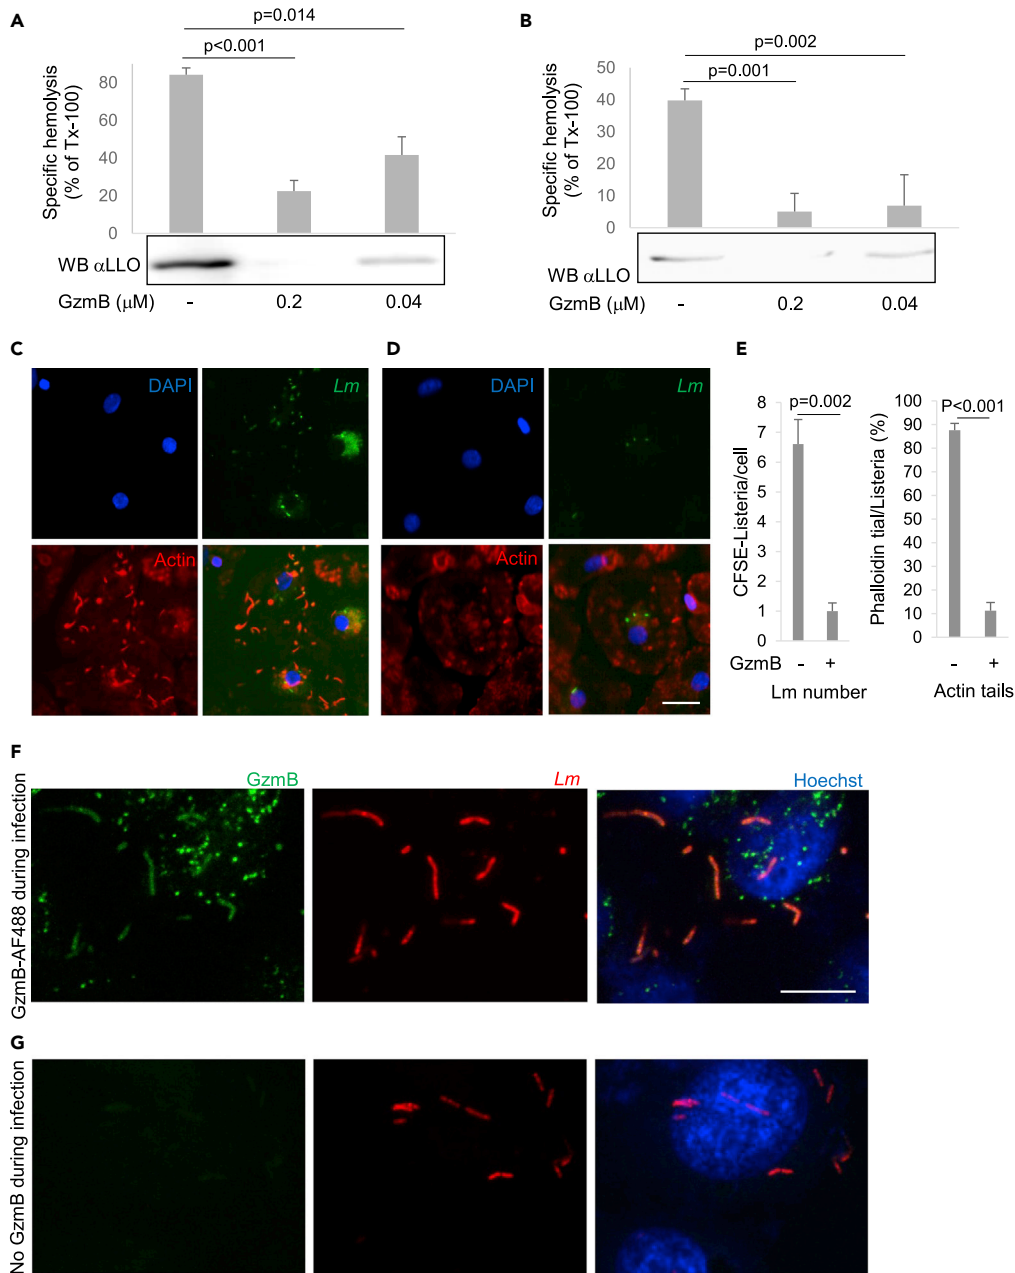 A
p=0.014
p<0.001
Specific hemolysis
(% of Tx-100)
80
60
40
20
0
WB αLLO
GzmB (μM) - 0.2 0.04
B
p=0.002
p=0.001
Specific hemolysis
(% of Tx-100)
50
40
30
20
10
0
WB αLLO
GzmB (μM) - 0.2 0.04
C
DAPI
Lm
Actin
D
DAPI
Lm
Actin
E
p=0.002
CFSE-Listeria/cell
8
7
6
5
4
3
2
1
0
GzmB - +
Lm number
P<0.001
Phalloidin tial/Listeria (%)
100
90
80
70
60
50
40
30
20
10
0
- +
Actin tails
F
GzmB-AF488 during infection
GzmB
Lm
Hoechst
G
No GzmB during infection